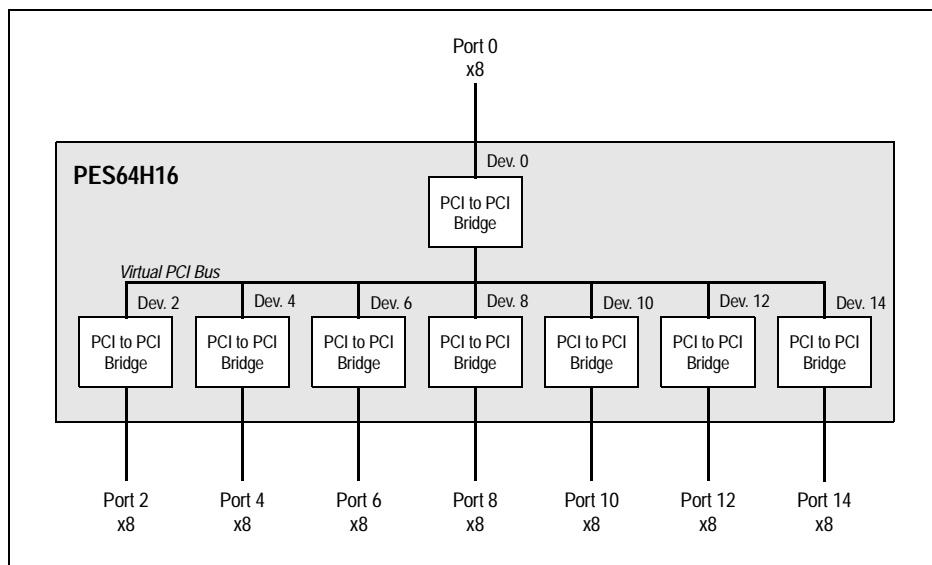 Port 0
x8
PES64H16
Dev. 0
PCI to PCI
Bridge
Virtual PCI Bus
Dev. 2
Dev. 4
Dev. 6
Dev. 8
Dev. 10
Dev. 12
Dev. 14
PCI to PCI
Bridge
PCI to PCI
Bridge
PCI to PCI
Bridge
PCI to PCI
Bridge
PCI to PCI
Bridge
PCI to PCI
Bridge
PCI to PCI
Bridge
Port 2
x8
Port 4
x8
Port 6
x8
Port 8
x8
Port 10
x8
Port 12
x8
Port 14
x8